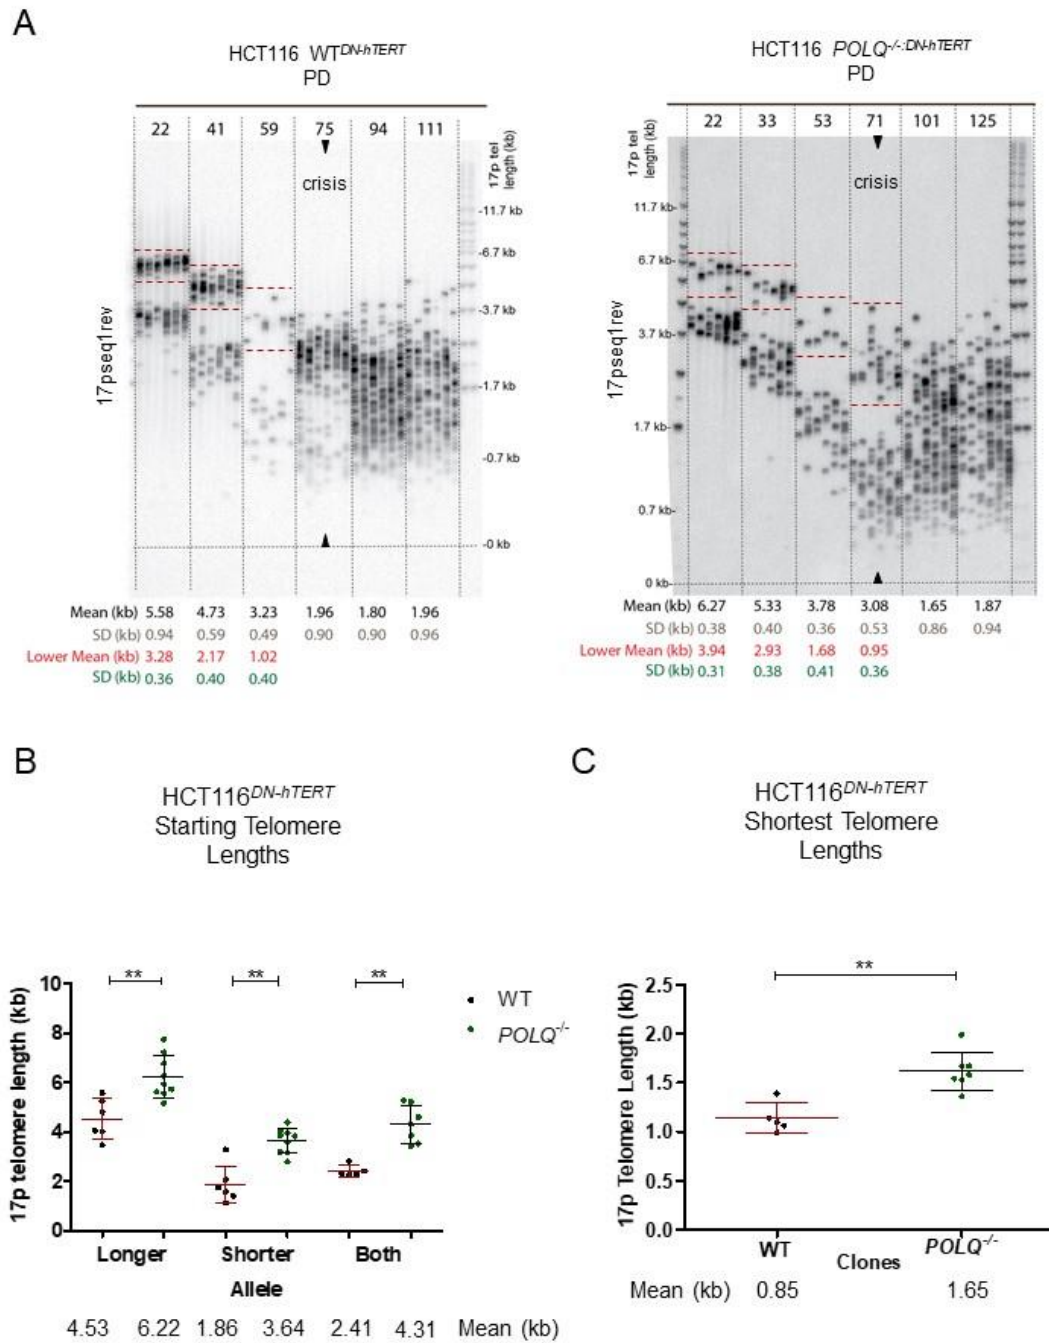 A
HCT116 WT^DN-hTERT
PD
22 41 59 75 94 111
crisis
17p tel
length (kb)
-11.7 kb
-6.7 kb
-3.7 kb
-1.7 kb
-0.7 kb
-0 kb
17pseq1rev
Mean (kb) 5.58 4.73 3.23 1.96 1.80 1.96
SD (kb) 0.94 0.59 0.49 0.90 0.90 0.96
Lower Mean (kb) 3.28 2.17 1.02
SD (kb) 0.36 0.40 0.40
HCT116 POLQ^-/-:DN-hTERT
PD
22 33 53 71 101 125
crisis
17p tel
length (kb)
11.7 kb-
6.7 kb-
3.7 kb-
1.7 kb-
0.7 kb-
0 kb-
17pseq1rev
Mean (kb) 6.27 5.33 3.78 3.08 1.65 1.87
SD (kb) 0.38 0.40 0.36 0.53 0.86 0.94
Lower Mean (kb) 3.94 2.93 1.68 0.95
SD (kb) 0.31 0.38 0.41 0.36
B
HCT116^DN-hTERT
Starting Telomere
Lengths
17p telomere length (kb)
10
8
6
4
2
0
** ** **
WT
POLQ^-/-
Longer Shorter Both
Allele
4.53 6.22 1.86 3.64 2.41 4.31 Mean (kb)
C
HCT116^DN-hTERT
Shortest Telomere
Lengths
17p Telomere Length (kb)
2.5
2.0
1.5
1.0
0.5
0.0
**
WT POLQ^-/-
Clones
Mean (kb) 0.85 1.65